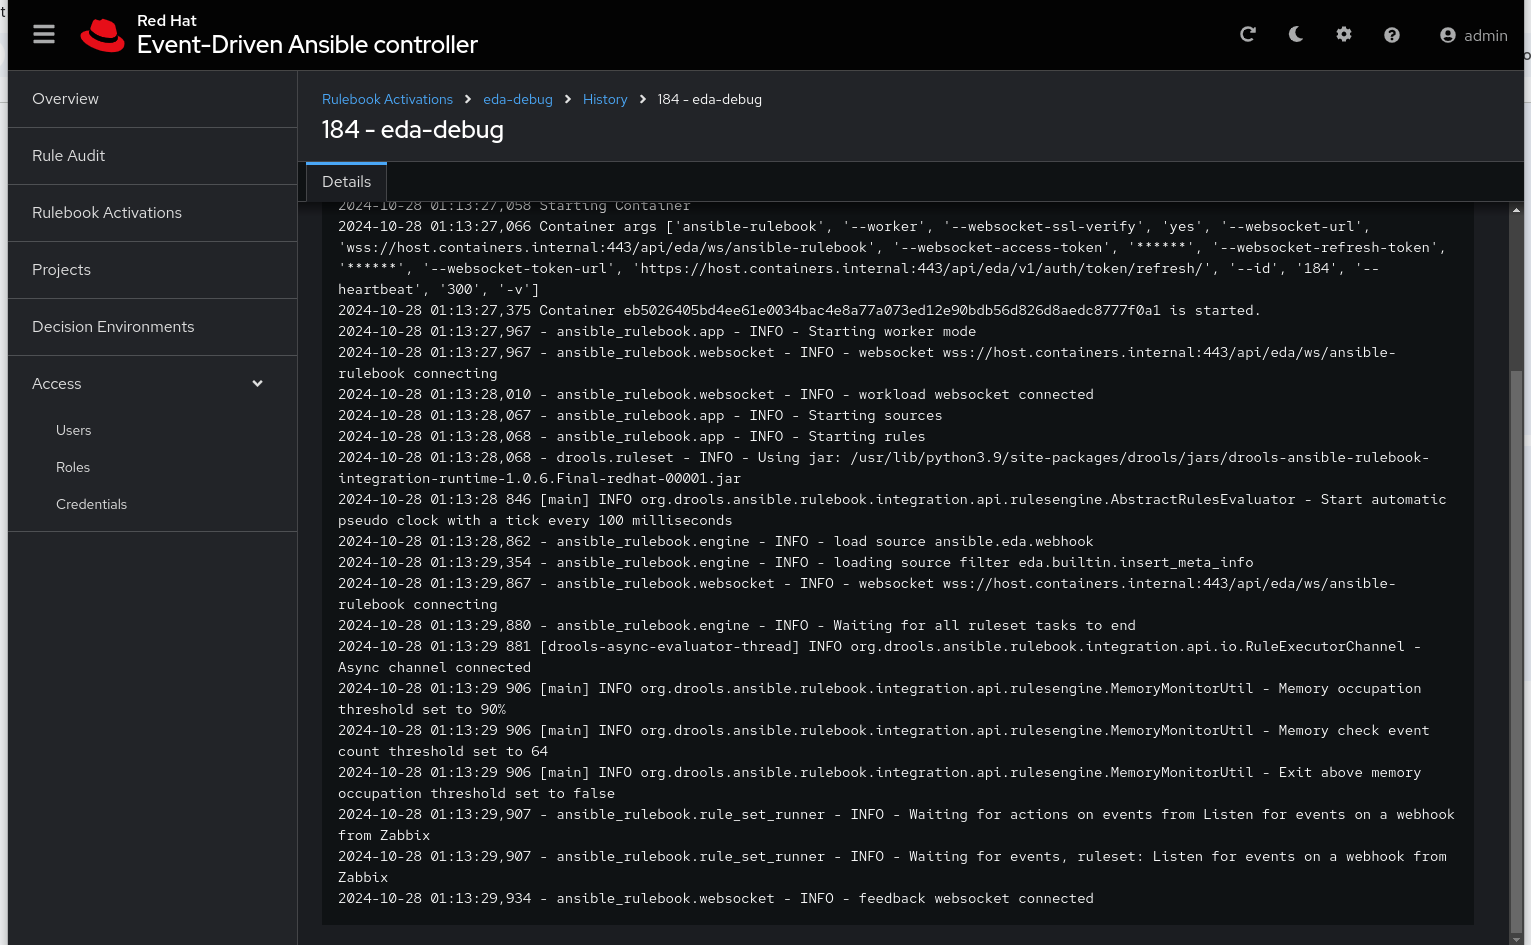 Red Hat
Event-Driven Ansible controller
admin
Overview
Rule Audit
Rulebook Activations
Projects
Decision Environments
Access
Users
Roles
Credentials
Rulebook Activations > eda-debug > History > 184 - eda-debug
184 - eda-debug
Details
2024-10-28 01:13:27,058 Starting Container
2024-10-28 01:13:27,066 Container args ['ansible-rulebook', '--worker', '--websocket-ssl-verify', 'yes', '--websocket-url',
'wss://host.containers.internal:443/api/eda/ws/ansible-rulebook', '--websocket-access-token', '******', '--websocket-refresh-token',
'******', '--websocket-token-url', 'https://host.containers.internal:443/api/eda/v1/auth/token/refresh/', '--id', '184', '--
heartbeat', '300', '-v']
2024-10-28 01:13:27,375 Container eb5026405bd4ee61e0034bac4e8a77a073ed12e90bdb56d826d8aedc8777f0a1 is started.
2024-10-28 01:13:27,967 - ansible_rulebook.app - INFO - Starting worker mode
2024-10-28 01:13:27,967 - ansible_rulebook.websocket - INFO - websocket wss://host.containers.internal:443/api/eda/ws/ansible-
rulebook connecting
2024-10-28 01:13:28,010 - ansible_rulebook.websocket - INFO - workload websocket connected
2024-10-28 01:13:28,067 - ansible_rulebook.app - INFO - Starting sources
2024-10-28 01:13:28,068 - ansible_rulebook.app - INFO - Starting rules
2024-10-28 01:13:28,068 - drools.ruleset - INFO - Using jar: /usr/lib/python3.9/site-packages/drools/jars/drools-ansible-rulebook-
integration-runtime-1.0.6.Final-redhat-00001.jar
2024-10-28 01:13:28 846 [main] INFO org.drools.ansible.rulebook.integration.api.rulesengine.AbstractRulesEvaluator - Start automatic
pseudo clock with a tick every 100 milliseconds
2024-10-28 01:13:28,862 - ansible_rulebook.engine - INFO - load source ansible.eda.webhook
2024-10-28 01:13:29,354 - ansible_rulebook.engine - INFO - loading source filter eda.builtin.insert_meta_info
2024-10-28 01:13:29,867 - ansible_rulebook.websocket - INFO - websocket wss://host.containers.internal:443/api/eda/ws/ansible-
rulebook connecting
2024-10-28 01:13:29,880 - ansible_rulebook.engine - INFO - Waiting for all ruleset tasks to end
2024-10-28 01:13:29 881 [drools-async-evaluator-thread] INFO org.drools.ansible.rulebook.integration.api.io.RuleExecutorChannel -
Async channel connected
2024-10-28 01:13:29 906 [main] INFO org.drools.ansible.rulebook.integration.api.rulesengine.MemoryMonitorUtil - Memory occupation
threshold set to 90%
2024-10-28 01:13:29 906 [main] INFO org.drools.ansible.rulebook.integration.api.rulesengine.MemoryMonitorUtil - Memory check event
count threshold set to 64
2024-10-28 01:13:29 906 [main] INFO org.drools.ansible.rulebook.integration.api.rulesengine.MemoryMonitorUtil - Exit above memory
occupation threshold set to false
2024-10-28 01:13:29,907 - ansible_rulebook.rule_set_runner - INFO - Waiting for actions on events from Listen for events on a webhook
from Zabbix
2024-10-28 01:13:29,907 - ansible_rulebook.rule_set_runner - INFO - Waiting for events, ruleset: Listen for events on a webhook from
Zabbix
2024-10-28 01:13:29,934 - ansible_rulebook.websocket - INFO - feedback websocket connected